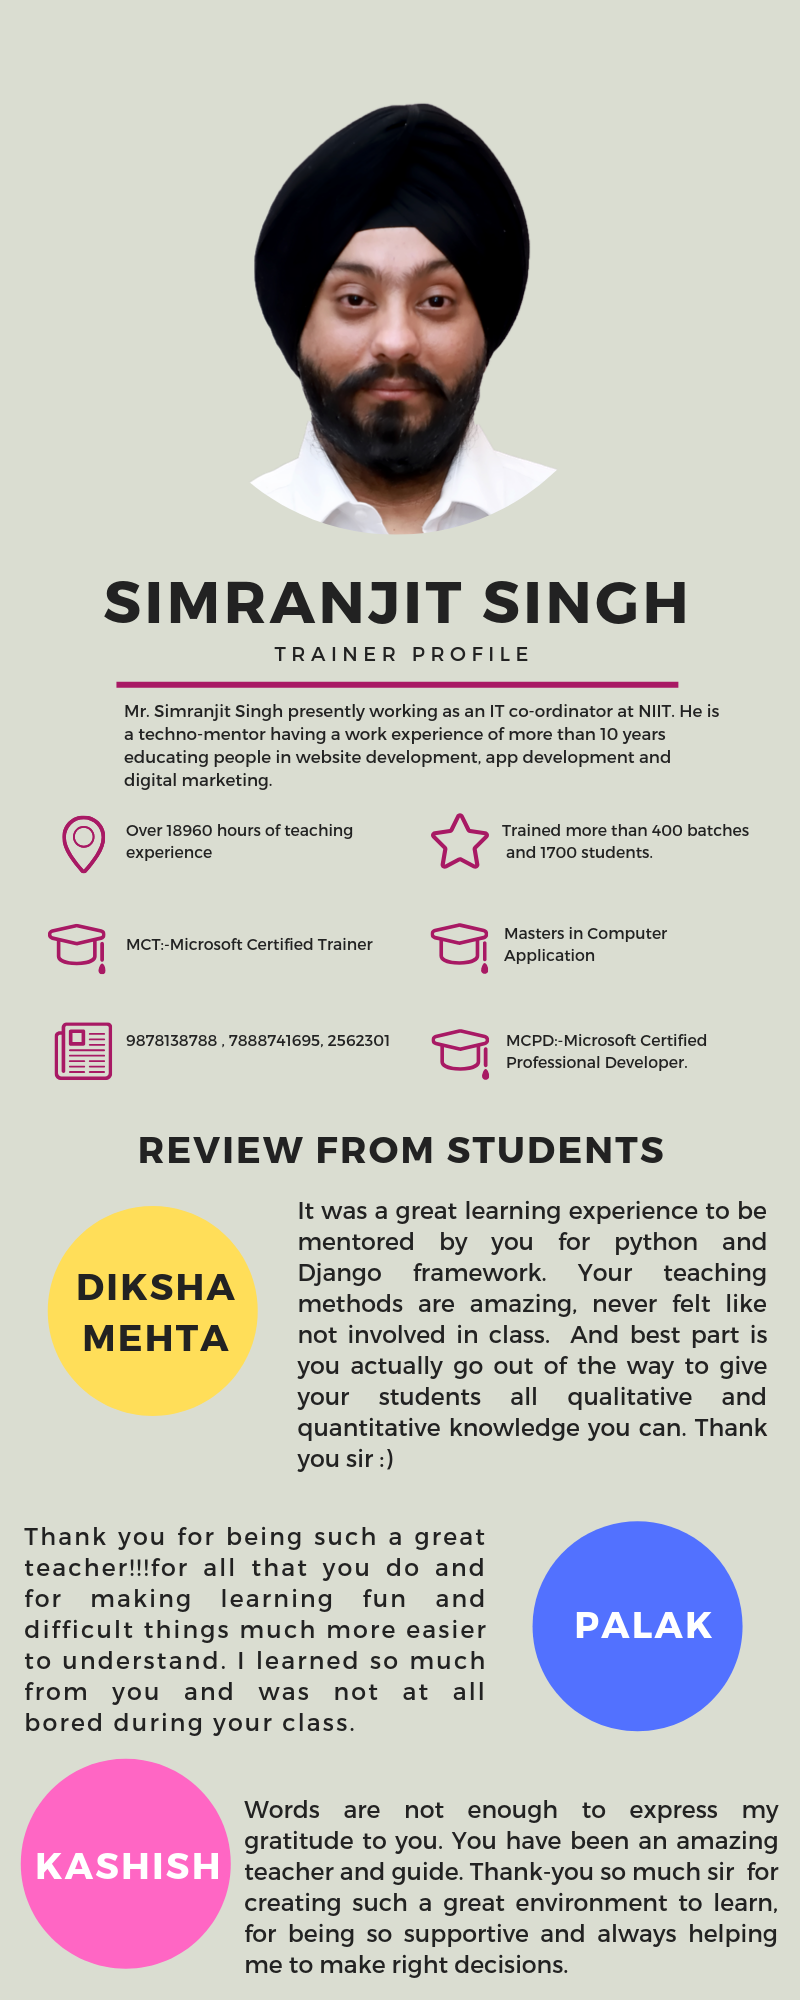 SIMRANJIT SINGH
TRAINER PROFILE
Mr. Simranjit Singh presently working as an IT co-ordinator at NIIT. He is
a techno-mentor having a work experience of more than 10 years
educating people in website development, app development and
digital marketing.
Over 18960 hours of teaching
experience
Trained more than 400 batches
and 1700 students.
MCT:-Microsoft Certified Trainer
Masters in Computer
Application
9878138788 , 7888741695, 2562301
MCPD:-Microsoft Certified
Professional Developer.
REVIEW FROM STUDENTS
DIKSHA
MEHTA
It was a great learning experience to be
mentored by you for python and
Django framework. Your teaching
methods are amazing, never felt like
not involved in class.  And best part is
you actually go out of the way to give
your students all qualitative and
quantitative knowledge you can. Thank
you sir :)
Thank you for being such a great
teacher!!!for all that you do and
for making learning fun and
difficult things much more easier
to understand. I learned so much
from you and was not at all
bored during your class.
PALAK
KASHISH
Words are not enough to express my
gratitude to you. You have been an amazing
teacher and guide. Thank-you so much sir  for
creating such a great environment to learn,
for being so supportive and always helping
me to make right decisions.